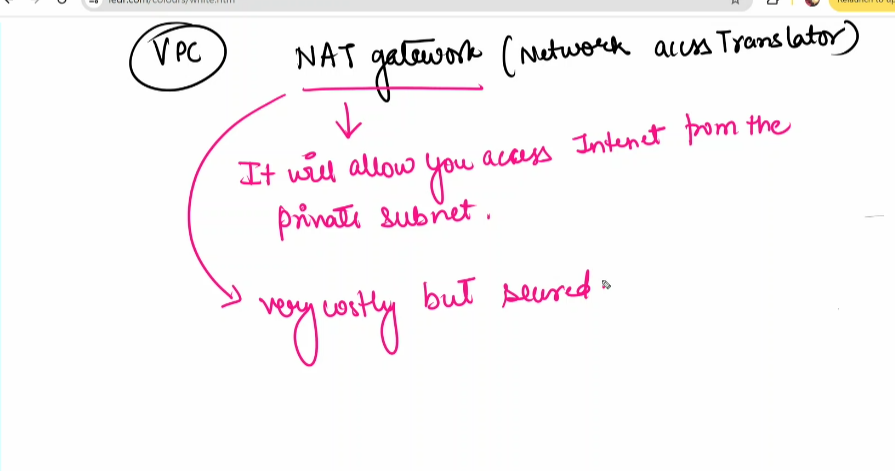 VPC NAT gatework (Network accss Translator)
It will allow you access Intenet from the
private subnet.
very costly but secured